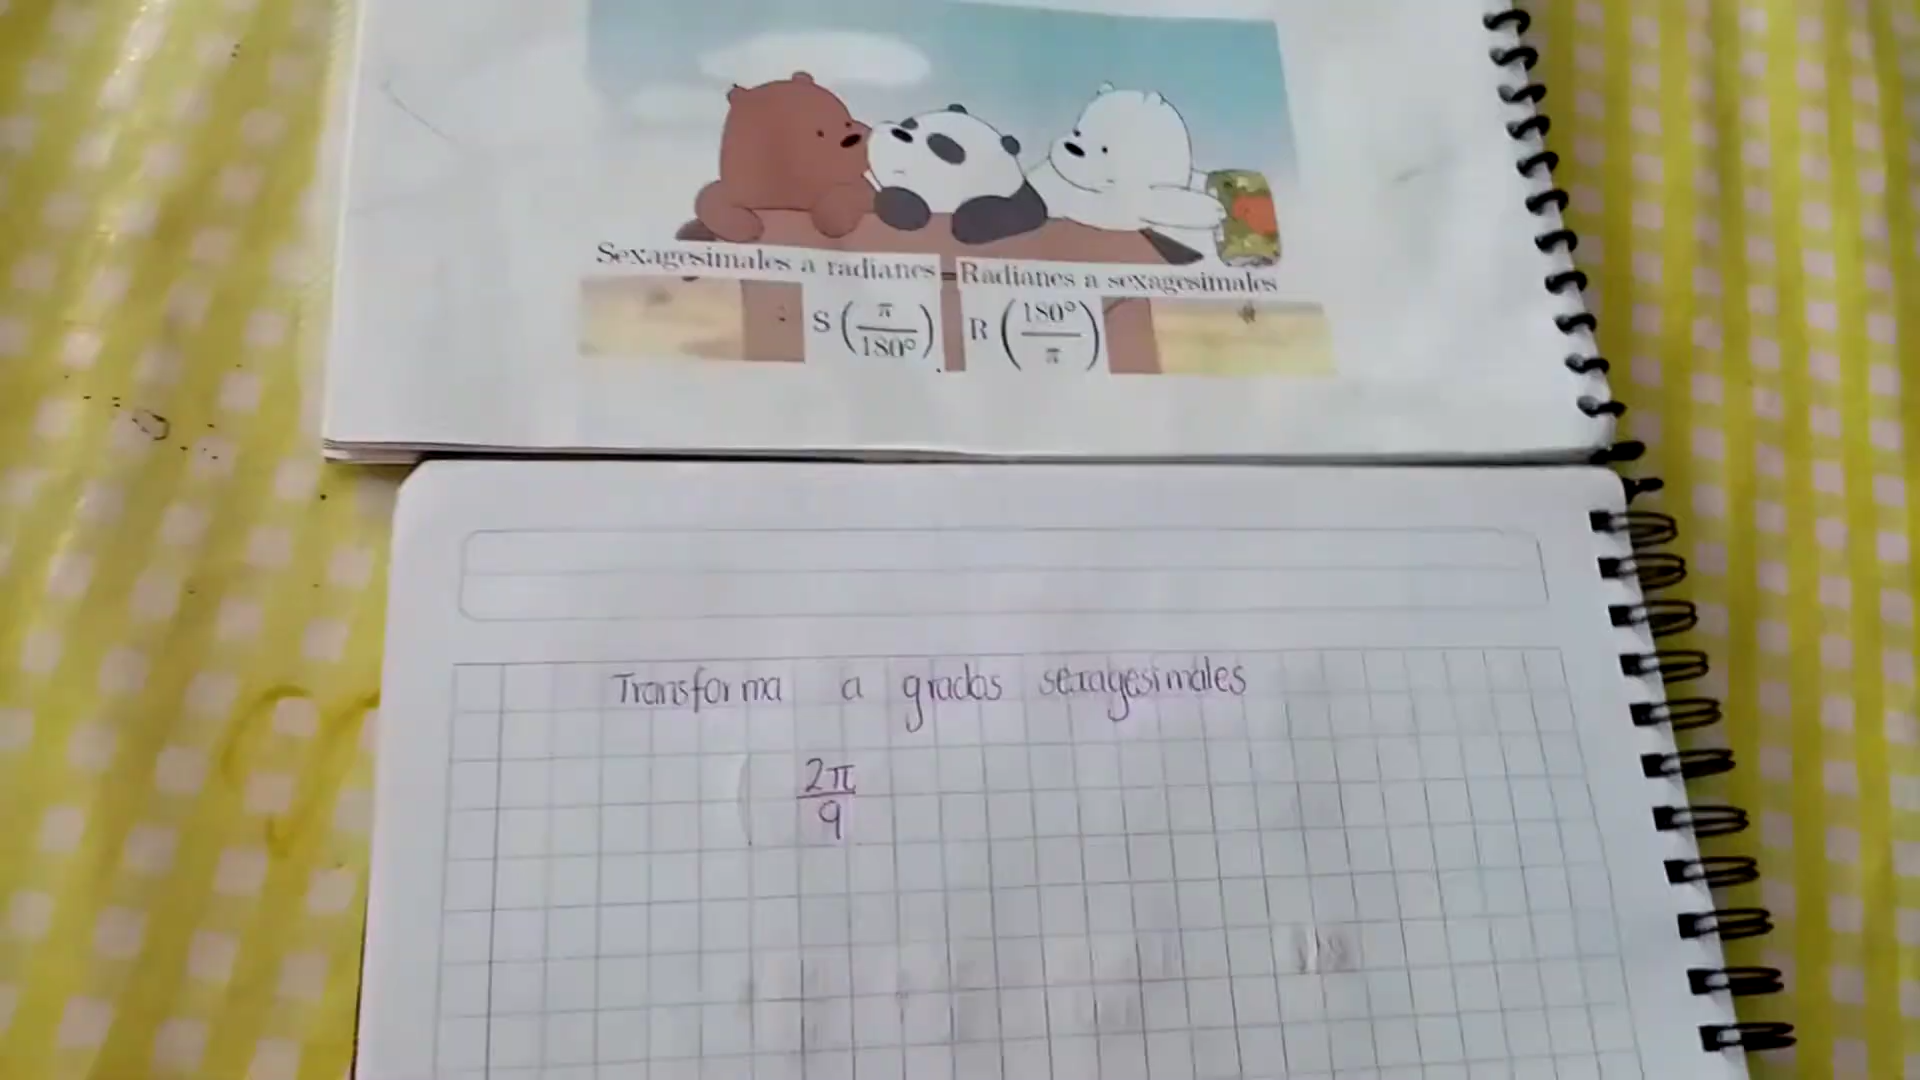 Sexagesimales a radianes = Radianes a sexagesimales
S (π/180°) R (180°/π)
Transforma a grados sexagesimales
2π/9